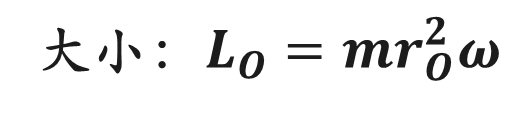 大小: L_O = mr_O^2ω